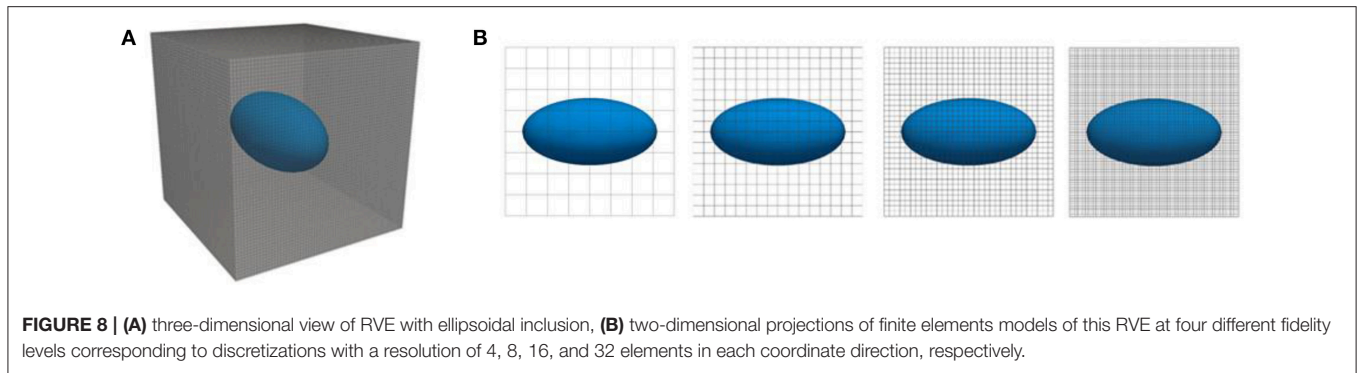 A
B
FIGURE 8 | (A) three-dimensional view of RVE with ellipsoidal inclusion, (B) two-dimensional projections of finite elements models of this RVE at four different fidelity
levels corresponding to discretizations with a resolution of 4, 8, 16, and 32 elements in each coordinate direction, respectively.